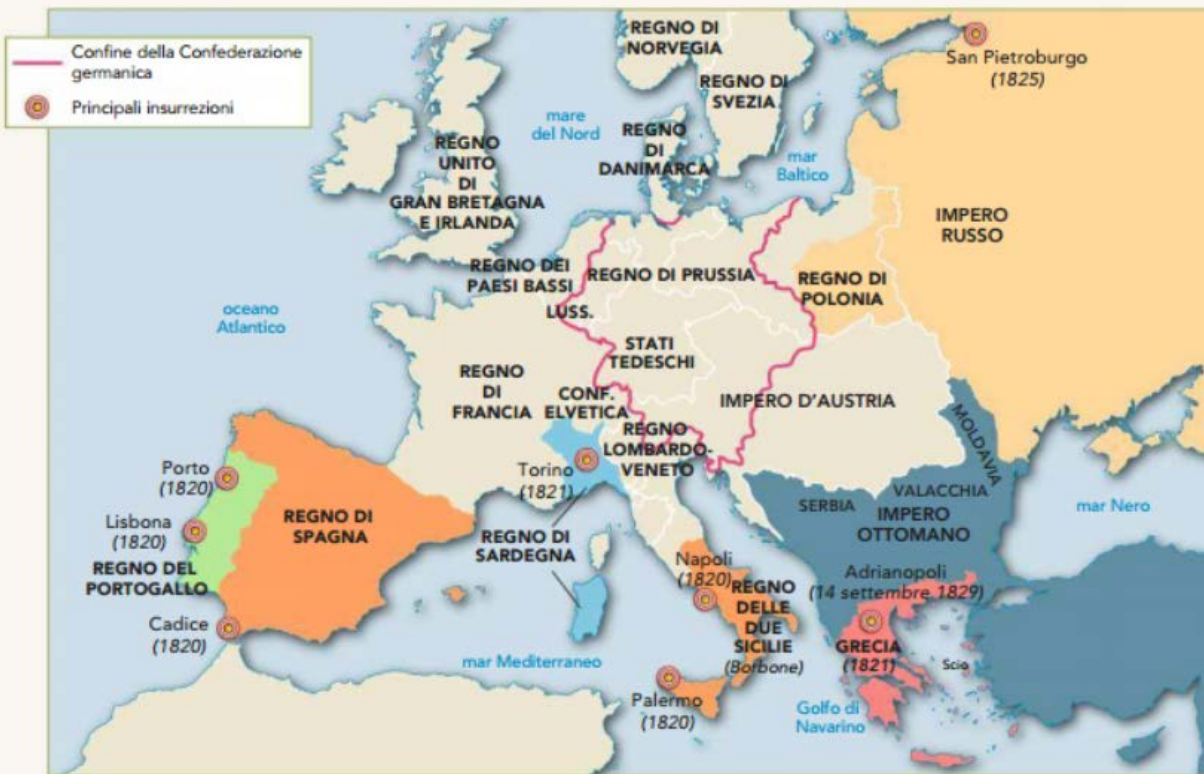 Confine della Confederazione
germanica
Principali insurrezioni
REGNO DI
NORVEGIA
REGNO DI
SVEZIA
San Pietroburgo
(1825)
mare
del Nord
REGNO
DI
DANIMARCA
mar
Baltico
REGNO
UNITO
DI
GRAN BRETAGNA
E IRLANDA
IMPERO
RUSSO
REGNO DEI
PAESI BASSI
REGNO DI PRUSSIA
REGNO DI
POLONIA
LUSS.
oceano
Atlantico
STATI
TEDESCHI
REGNO
DI
FRANCIA
CONF.
ELVETICA
IMPERO D'AUSTRIA
REGNO
LOMBARDO-
VENETO
MOLDAVIA
Porto
(1820)
Torino
(1821)
Lisbona
(1820)
REGNO DI
SPAGNA
REGNO DEL
PORTOGALLO
REGNO DI
SARDEGNA
SERBIA
VALACCHIA
IMPERO
OTTOMANO
mar Nero
Cadice
(1820)
Napoli
(1820)
REGNO
DELLE
DUE
SICILIE
(Borbone)
Adrianopoli
(14 settembre 1829)
GRECIA
(1821)
Scio
mar Mediterraneo
Palermo
(1820)
Golfo di
Navarino